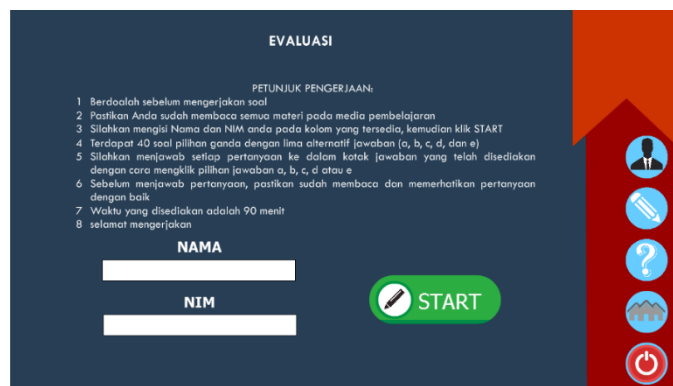 EVALUASI
PETUNJUK PENGERJAAN:
1 Berdoalah sebelum mengerjakan soal
2 Pastikan Anda sudah membaca semua materi pada media pembelajaran
3 Silahkan mengisi Nama dan NIM anda pada kolom yang tersedia, kemudian klik START
4 Terdapat 40 soal pilihan ganda dengan lima alternatif jawaban (a, b, c, d, dan e)
5 Silahkan menjawab setiap pertanyaan ke dalam kotak jawaban yang telah disediakan
dengan cara mengklik pilihan jawaban a, b, c, d atau e
6 Sebelum menjawab pertanyaan, pastikan sudah membaca dan memerhatikan pertanyaan
dengan baik
7 Waktu yang disediakan adalah 90 menit
8 selamat mengerjakan
NAMA
START
NIM